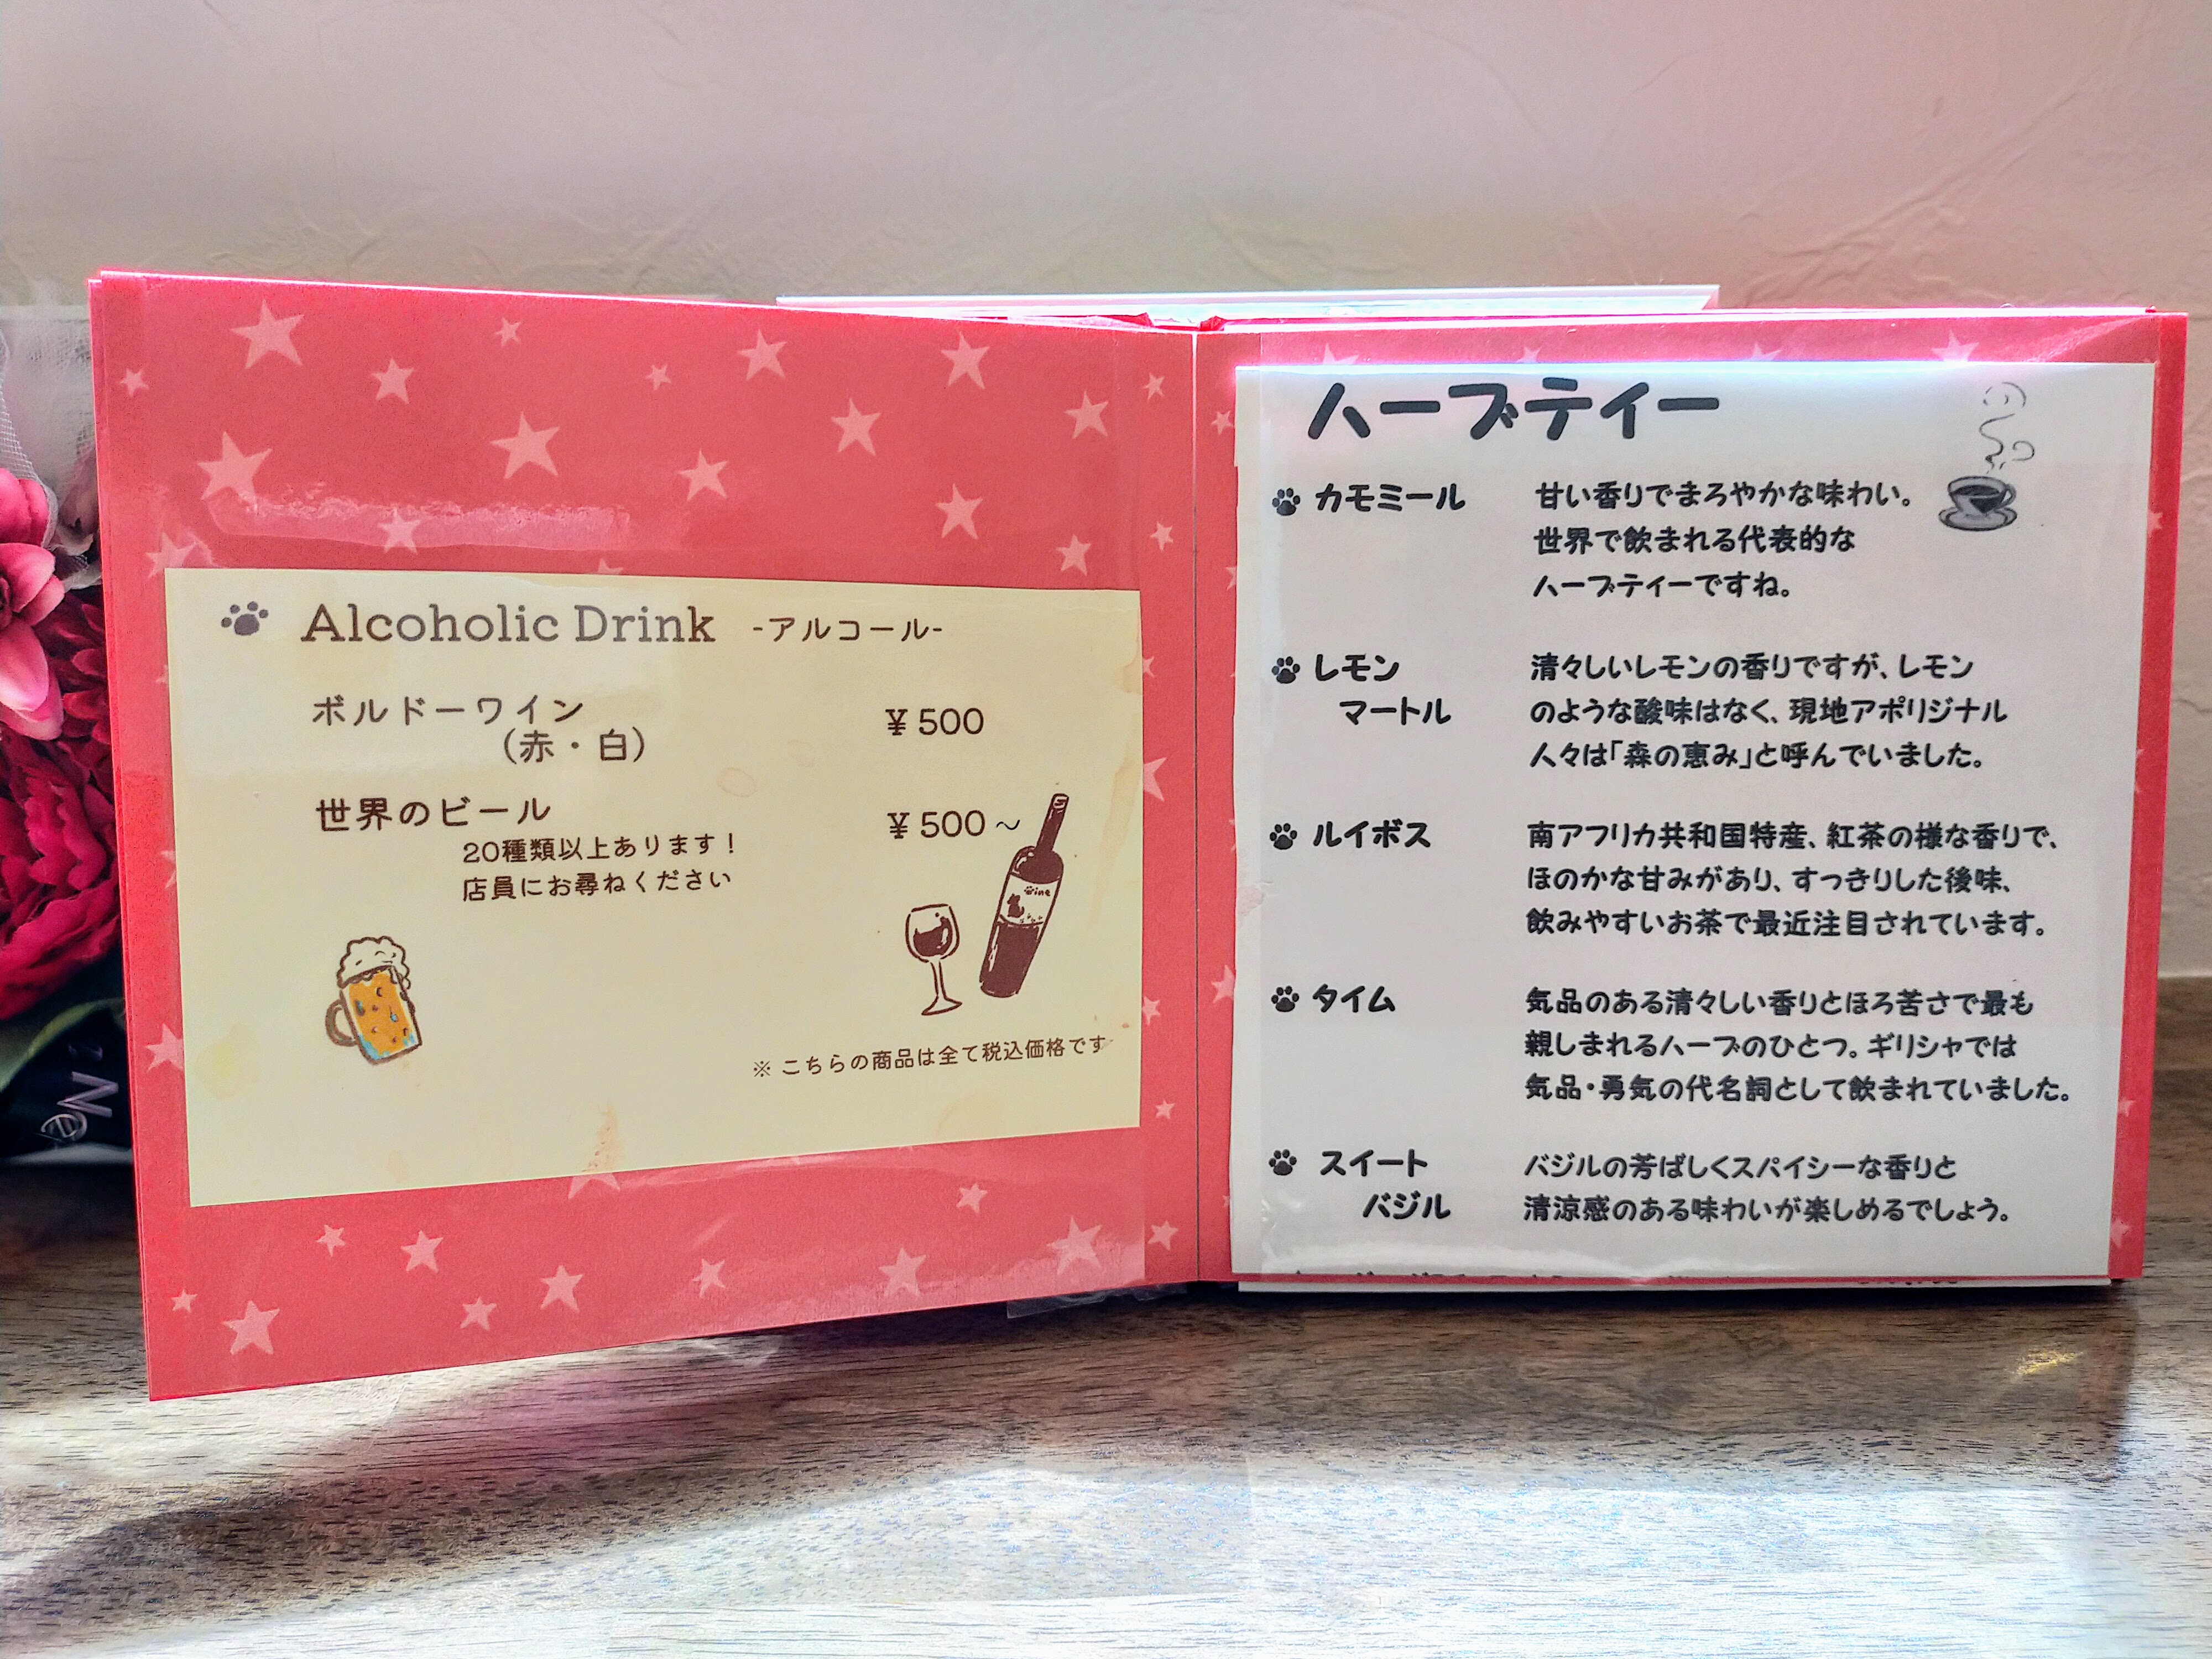 Alcoholic Drink -アルコール-
ボルドーワイン ¥500
(赤・白)
世界のビール ¥500～
20種類以上あります！
店員にお尋ねください
wine
※ こちらの商品は全て税込価格です
ハーブティー
カモミール 甘い香りでまろやかな味わい。
世界で飲まれる代表的な
ハーブティーですね。
レモン 清々しいレモンの香りですが、レモン
マートル のような酸味はなく、現地アポリジナル
人々は「森の恵み」と呼んでいました。
ルイボス 南アフリカ共和国特産、紅茶の様な香りで、
ほのかな甘みがあり、すっきりした後味、
飲みやすいお茶で最近注目されています。
タイム 気品のある清々しい香りとほろ苦さで最も
親しまれるハーブのひとつ。ギリシャでは
気品・勇気の代名詞として飲まれていました。
スイート バジルの芳ばしくスパイシーな香りと
バジル 清涼感のある味わいが楽しめるでしょう。
Ne